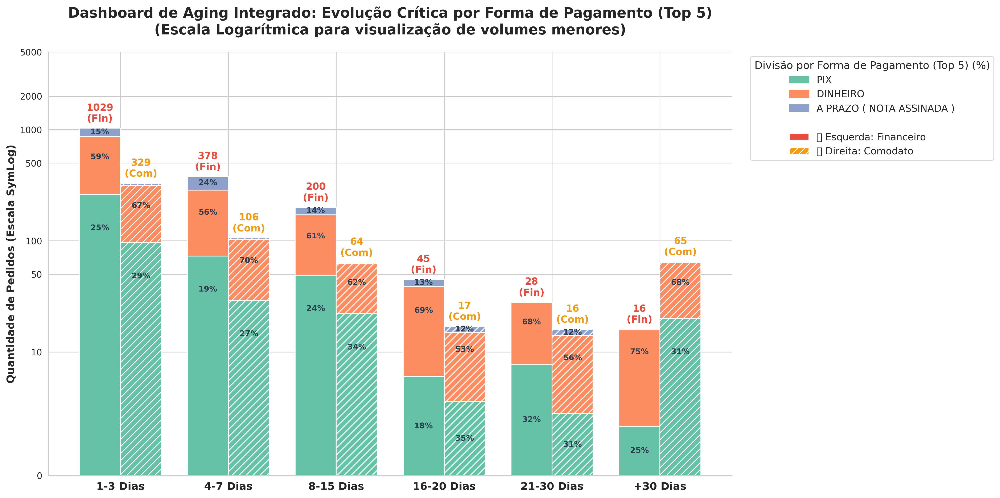 Dashboard de Aging Integrado: Evolução Crítica por Forma de Pagamento (Top 5)
(Escala Logarítmica para visualização de volumes menores)
Quantidade de Pedidos (Escala SymLog)
5000
2000
1000
500
100
50
10
0
1029
(Fin)
15%
59%
25%
329
(Com)
67%
29%
378
(Fin)
24%
56%
19%
106
(Com)
70%
27%
200
(Fin)
14%
61%
24%
64
(Com)
62%
34%
45
(Fin)
13%
69%
18%
17
(Com)
12%
53%
35%
28
(Fin)
68%
32%
16
(Com)
12%
56%
31%
16
(Fin)
75%
25%
65
(Com)
68%
31%
1-3 Dias
4-7 Dias
8-15 Dias
16-20 Dias
21-30 Dias
+30 Dias
Divisão por Forma de Pagamento (Top 5) (%)
PIX
DINHEIRO
A PRAZO ( NOTA ASSINADA )
Esquerda: Financeiro
Direita: Comodato